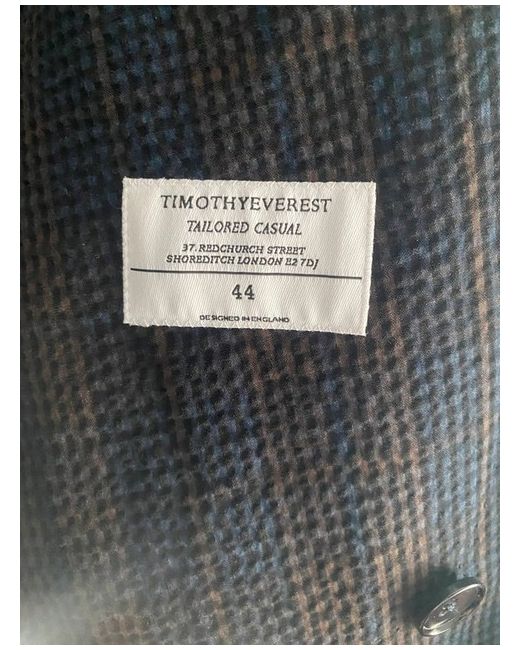 TIMOTHYEVEREST
TAILORED CASUAL
37. REDCHURCH STREET
SHOREDITCH LONDON E2 7DJ
44
DESIGNED IN ENGLAND